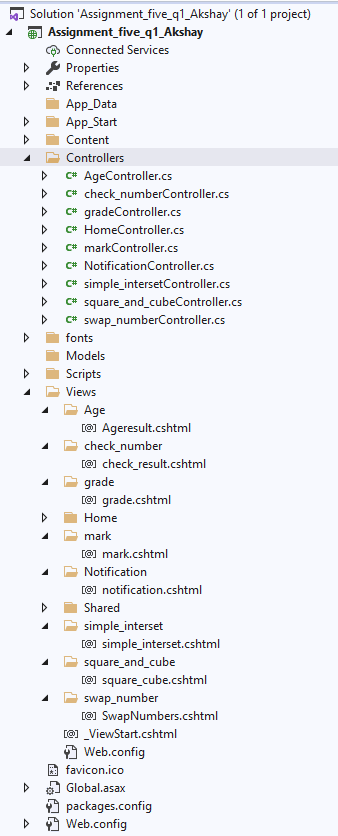 Solution 'Assignment_five_q1_Akshay' (1 of 1 project)
Assignment_five_q1_Akshay
Connected Services
Properties
References
App_Data
App_Start
Content
Controllers
C# AgeController.cs
C# check_numberController.cs
C# gradeController.cs
C# HomeController.cs
C# markController.cs
C# NotificationController.cs
C# simple_intersetController.cs
C# square_and_cubeController.cs
C# swap_numberController.cs
fonts
Models
Scripts
Views
Age
[@] Ageresult.cshtml
check_number
[@] check_result.cshtml
grade
[@] grade.cshtml
Home
mark
[@] mark.cshtml
Notification
[@] notification.cshtml
Shared
simple_interset
[@] simple_interset.cshtml
square_and_cube
[@] square_cube.cshtml
swap_number
[@] SwapNumbers.cshtml
[@] _ViewStart.cshtml
Web.config
favicon.ico
Global.asax
packages.config
Web.config